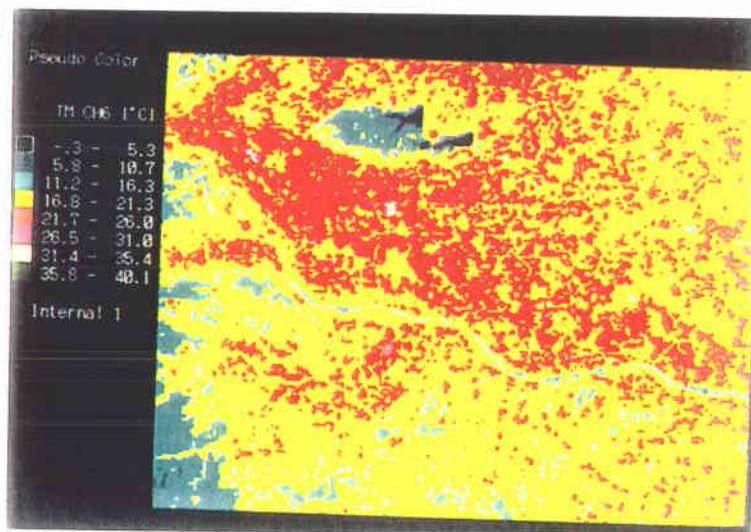 Pseudo Color
TM CH6 [°C]
-.3 - 5.3
5.8 - 10.7
11.2 - 16.3
16.8 - 21.3
21.7 - 26.0
26.5 - 31.0
31.4 - 35.4
35.8 - 40.1
Internal 1